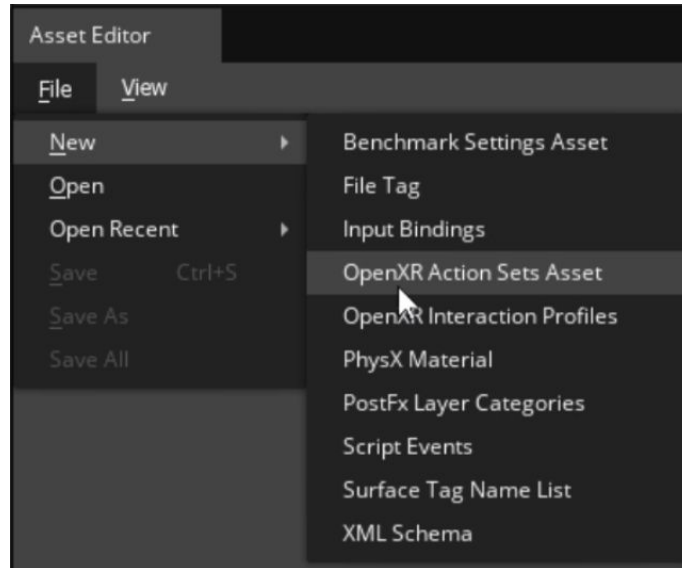 Asset Editor
File View
New
Open
Open Recent
Save Ctrl+S
Save As
Save All
Benchmark Settings Asset
File Tag
Input Bindings
OpenXR Action Sets Asset
OpenXR Interaction Profiles
PhysX Material
PostFx Layer Categories
Script Events
Surface Tag Name List
XML Schema